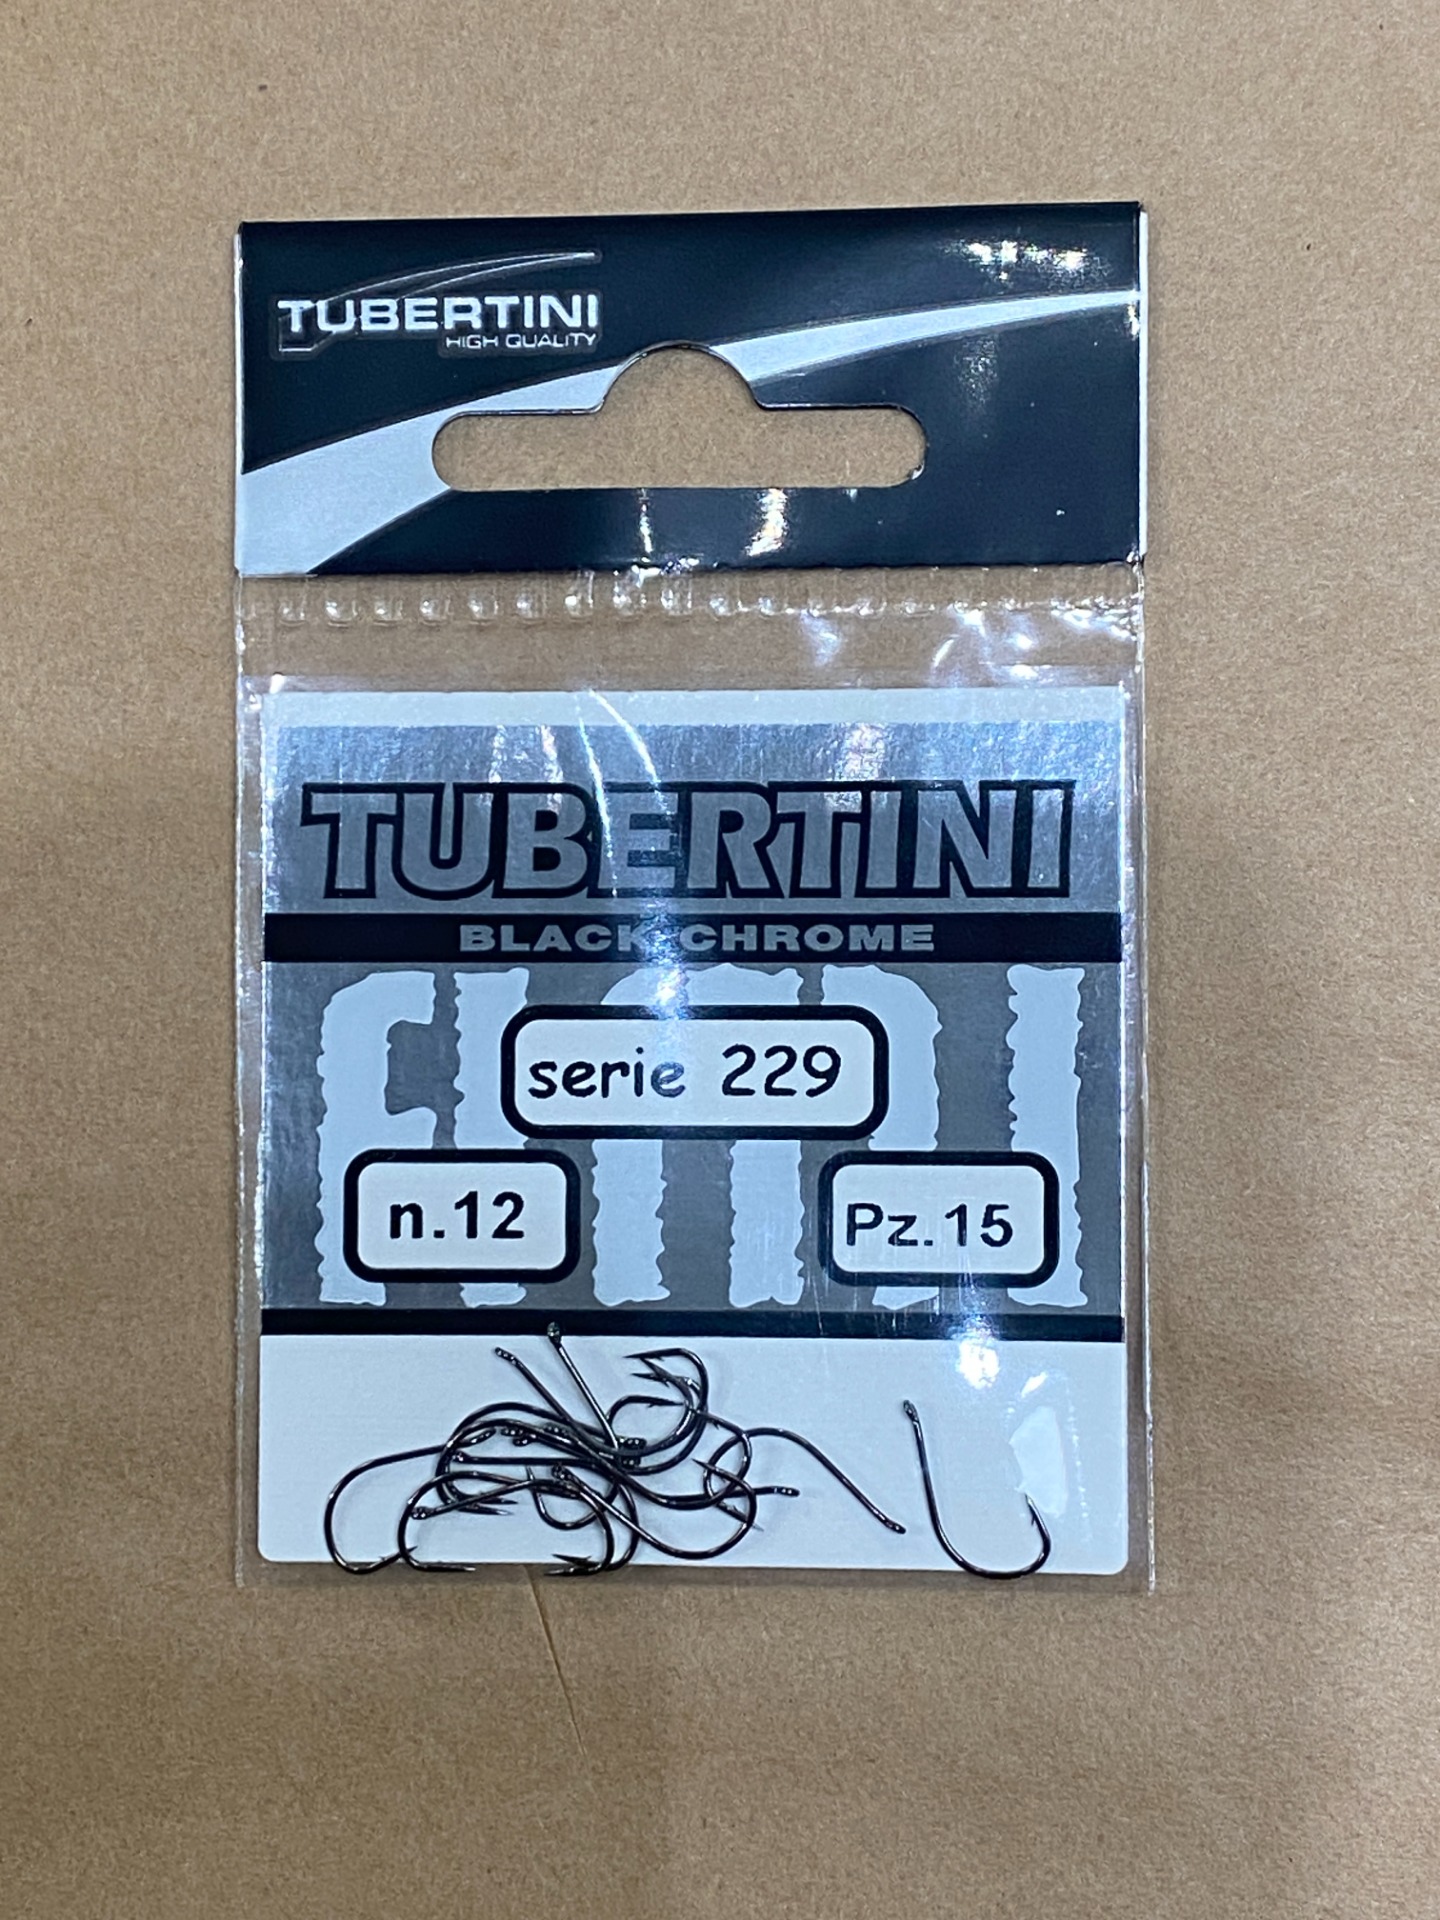 TUBERTINI
HIGH QUALITY
TUBERTINI
BLACK CHROME
serie 229
n.12
Pz.15